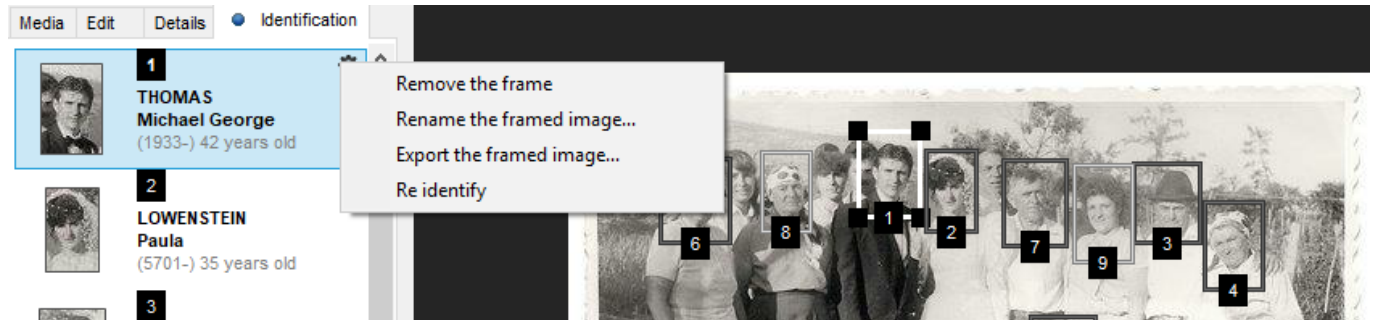 Media Edit Details Identification
1
THOMAS
Michael George
(1933-) 42 years old
2
LOWENSTEIN
Paula
(5701-) 35 years old
3
Remove the frame
Rename the framed image...
Export the framed image...
Re identify
6
8
1
2
7
9
3
4